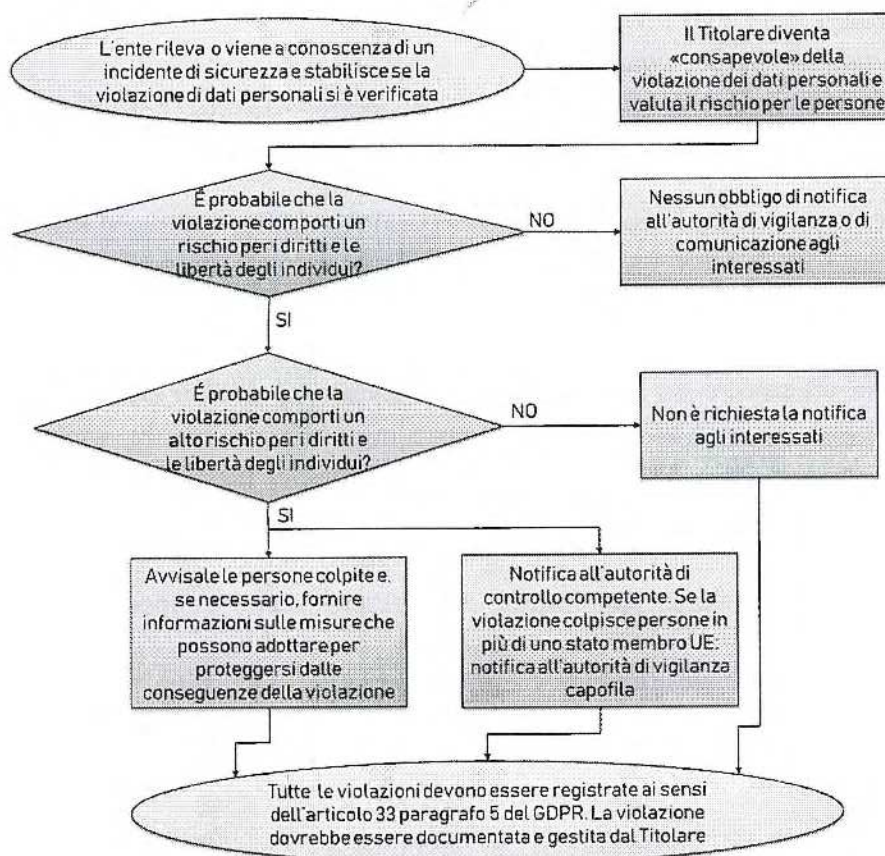 L'ente rileva o viene a conoscenza di un
incidente di sicurezza e stabilisce se la
violazione di dati personali si è verificata
Il Titolare diventa
«consapevole» della
violazione dei dati personali e
valuta il rischio per le persone
É probabile che la
violazione comporti un
rischio per i diritti e le
libertà degli individui?
NO
Nessun obbligo di notifica
all'autorità di vigilanza o di
comunicazione agli
interessati
SI
É probabile che la
violazione comporti un
alto rischio per i diritti e
le libertà degli individui?
NO
Non è richiesta la notifica
agli interessati
SI
Avvisale le persone colpite e,
se necessario, fornire
informazioni sulle misure che
possono adottare per
proteggersi dalle
conseguenze della violazione
Notifica all'autorità di
controllo competente. Se la
violazione colpisce persone in
più di uno stato membro UE:
notifica all'autorità di vigilanza
capofila
Tutte le violazioni devono essere registrate ai sensi
dell'articolo 33 paragrafo 5 del GDPR. La violazione
dovrebbe essere documentata e gestita dal Titolare